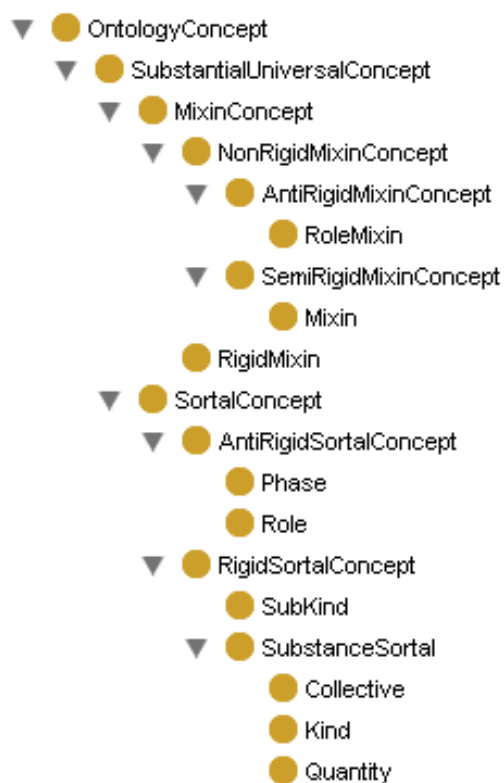 OntologyConcept
SubstantialUniversalConcept
MixinConcept
NonRigidMixinConcept
AntiRigidMixinConcept
RoleMixin
SemiRigidMixinConcept
Mixin
RigidMixin
SortalConcept
AntiRigidSortalConcept
Phase
Role
RigidSortalConcept
SubKind
SubstanceSortal
Collective
Kind
Quantity